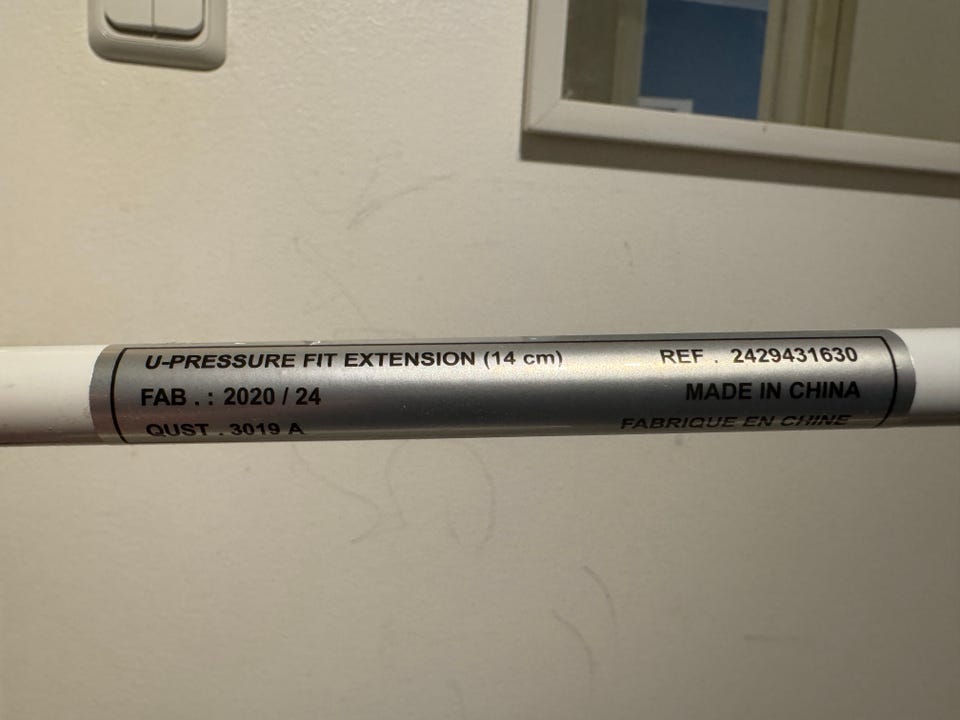 U-PRESSURE FIT EXTENSION (14 cm) REF . 2429431630
FAB . : 2020 / 24 MADE IN CHINA
QUST . 3019 A FABRIQUE EN CHINE